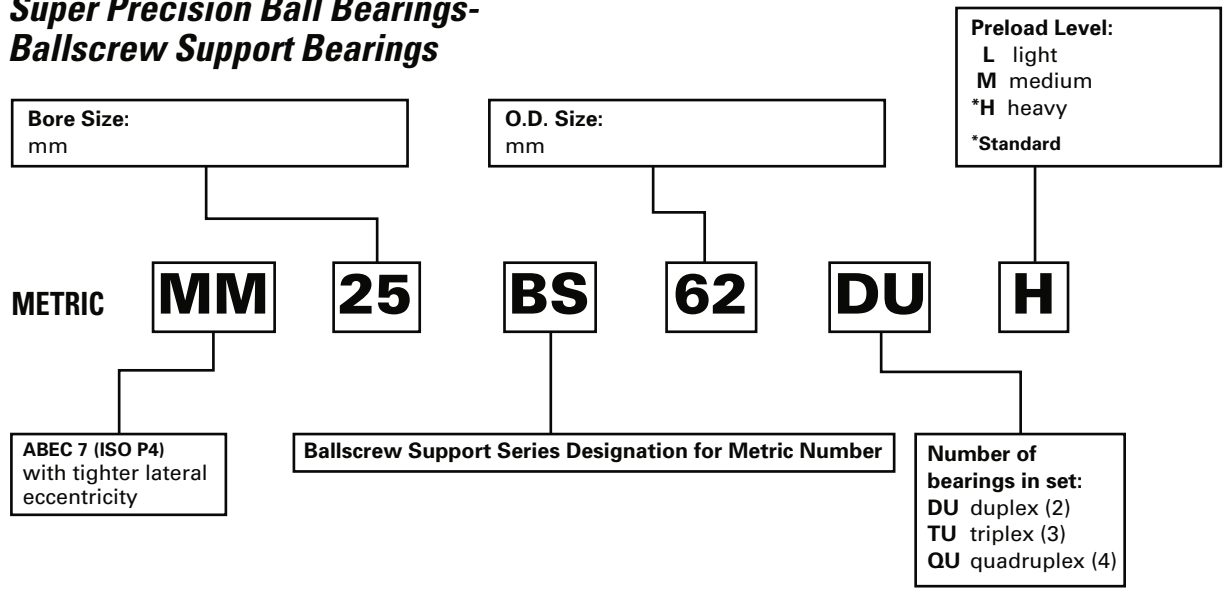 Super Precision Ball Bearings-
Ballscrew Support Bearings
Preload Level:
L light
M medium
*H heavy
*Standard
Bore Size:
mm
O.D. Size:
mm
METRIC MM 25 BS 62 DU H
ABEC 7 (ISO P4)
with tighter lateral
eccentricity
Ballscrew Support Series Designation for Metric Number
Number of
bearings in set:
DU duplex (2)
TU triplex (3)
QU quadruplex (4)